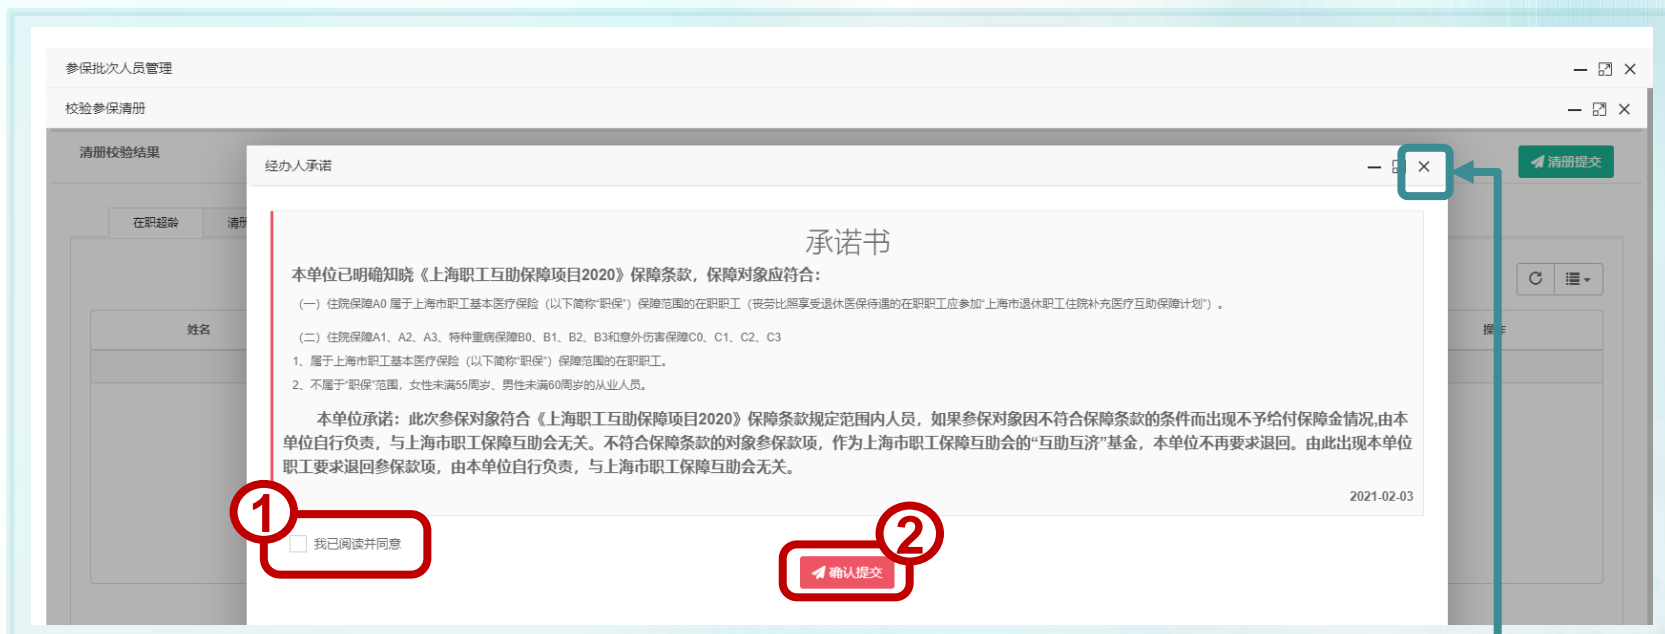 参保批次人员管理
校验参保清册
清册校验结果
清册提交
经办人承诺
在职超龄
清册
承诺书
本单位已明确知晓《上海职工互助保障项目2020》保障条款，保障对象应符合：
（一）住院保障A0 属于上海市职工基本医疗保险（以下简称“职保”）保障范围的在职职工（丧劳比照享受退休医保待遇的在职职工应参加“上海市退休职工住院补充医疗互助保障计划”）。
（二）住院保障A1、A2、A3、特种重病保障B0、B1、B2、B3和意外伤害保障C0、C1、C2、C3
1、属于上海市职工基本医疗保险（以下简称“职保”）保障范围的在职职工。
2、不属于“职保”范围，女性未满55周岁、男性未满60周岁的从业人员。
姓名
操作
本单位承诺：此次参保对象符合《上海职工互助保障项目2020》保障条款规定范围内人员，如果参保对象因不符合保障条款的条件而出现不予给付保障金情况,由本
单位自行负责，与上海市职工保障互助会无关。不符合保障条款的对象参保款项，作为上海市职工保障互助会的“互助互济”基金，本单位不再要求退回。由此出现本单位
职工要求退回参保款项，由本单位自行负责，与上海市职工保障互助会无关。
2021-02-03
1
我已阅读并同意
2
确认提交